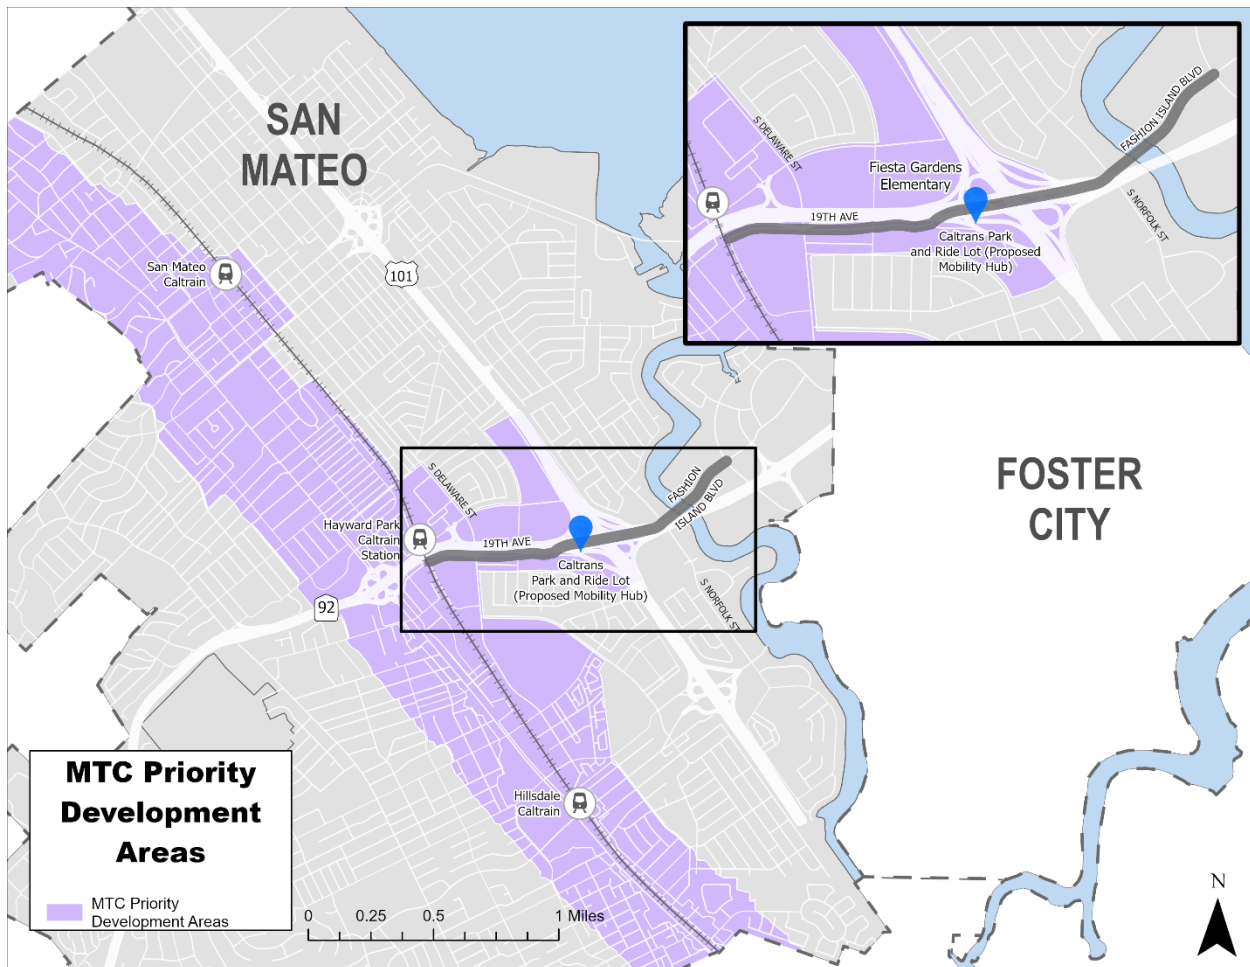 SAN
MATEO
101
San Mateo
Caltrain
S DELAWARE ST
Hayward Park
Caltrain
Station
19TH AVE
FASHION
ISLAND BLVD
Caltrans
Park and Ride Lot
(Proposed Mobility Hub)
S NORFOLK ST
92
Hillsdale
Caltrain
FOSTER
CITY
S DELAWARE ST
Fiesta Gardens
Elementary
19TH AVE
Caltrans Park
and Ride Lot (Proposed
Mobility Hub)
FASHION ISLAND BLVD
S NORFOLK ST
MTC Priority
Development
Areas
MTC Priority
Development Areas
0 0.25 0.5 1 Miles
N